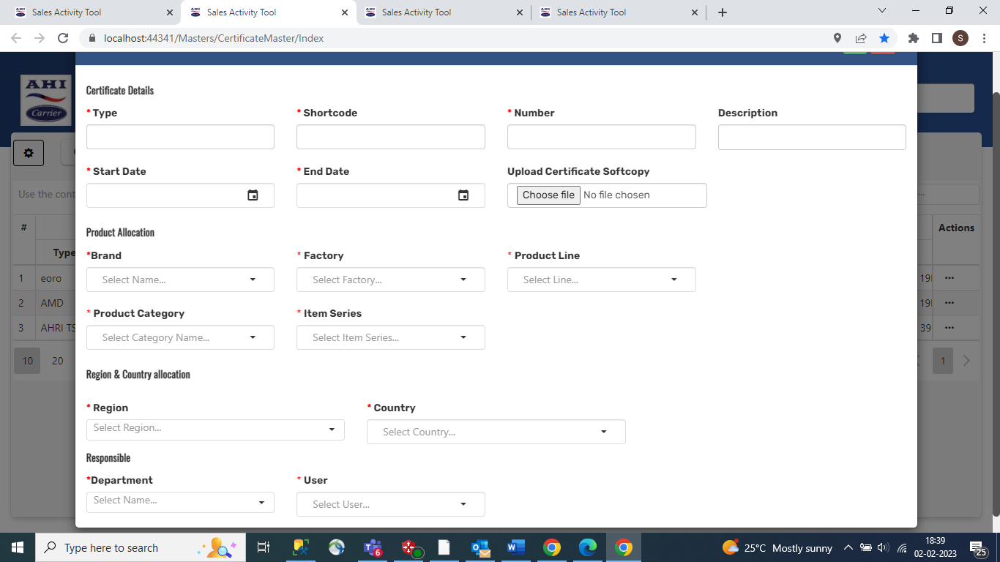 Sales Activity Tool Sales Activity Tool Sales Activity Tool Sales Activity Tool
localhost:44341/Masters/CertificateMaster/Index S
AHI
Carrier
Certificate Details
* Type * Shortcode * Number Description
* Start Date * End Date Upload Certificate Softcopy
Choose file No file chosen
Use the cont
Product Allocation
# Actions
*Brand * Factory * Product Line
Type
Select Name... Select Factory... Select Line...
1 eoro 19
2 AMD 19
* Product Category * Item Series
3 AHRI TS 39
Select Category Name... Select Item Series...
10 20 1
Region & Country allocation
* Region * Country
Select Region... Select Country...
Responsible
*Department * User
Select Name... Select User...
Type here to search 6 25°C Mostly sunny 18:39
02-02-2023 25